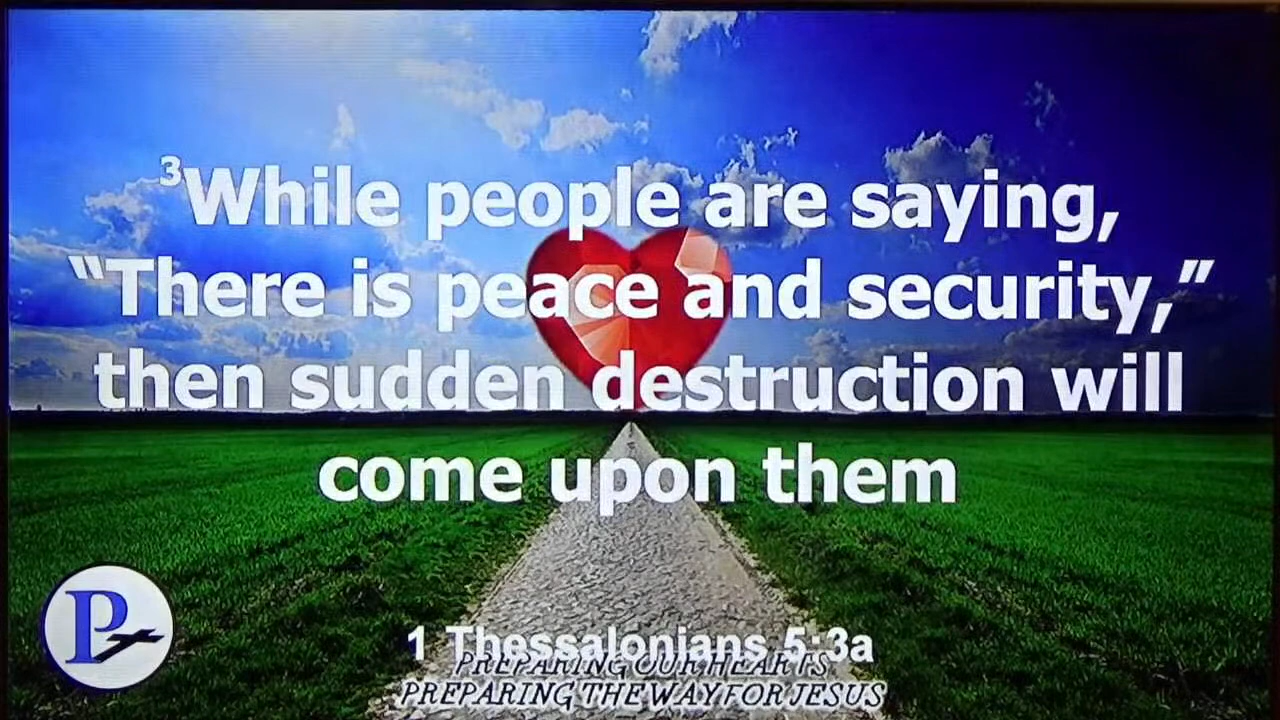 ³While people are saying,
“There is peace and security,”
then sudden destruction will
come upon them
P
1 Thessalonians 5:3a
PREPARING OUR HEARTS
PREPARING THE WAY FOR JESUS